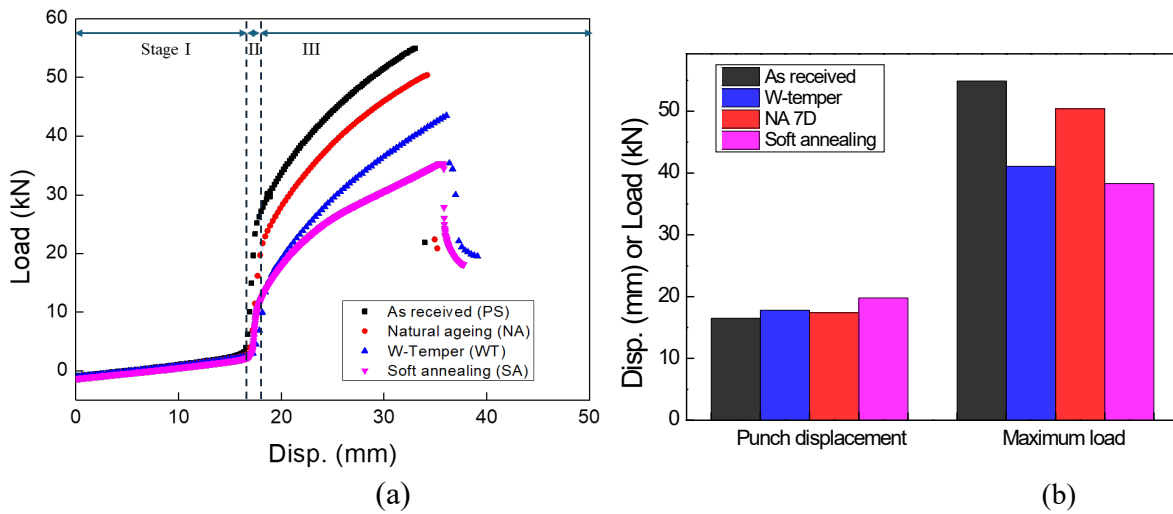 60
50
40
30
20
10
0
Load (kN)
Stage I
II
III
As received (PS)
Natural ageing (NA)
W-Temper (WT)
Soft annealing (SA)
0 10 20 30 40 50
Disp. (mm)
(a)
50
40
30
20
10
0
Disp. (mm) or Load (kN)
As received
W-temper
NA 7D
Soft annealing
Punch displacement Maximum load
(b)